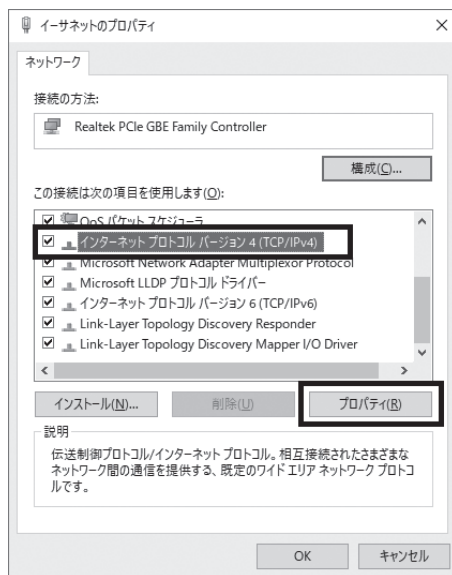 イーサネットのプロパティ
ネットワーク
接続の方法:
Realtek PCIe GBE Family Controller
構成(C)...
この接続は次の項目を使用します(O):
QoS パケット スケジューラ
インターネット プロトコル バージョン 4 (TCP/IPv4)
Microsoft Network Adapter Multiplexor Protocol
Microsoft LLDP プロトコル ドライバー
インターネット プロトコル バージョン 6 (TCP/IPv6)
Link-Layer Topology Discovery Responder
Link-Layer Topology Discovery Mapper I/O Driver
インストール(N)... 削除(U) プロパティ(R)
説明
伝送制御プロトコル/インターネット プロトコル。相互接続されたさまざまな
ネットワーク間の通信を提供する、既定のワイド エリア ネットワーク プロトコ
ルです。
OK キャンセル